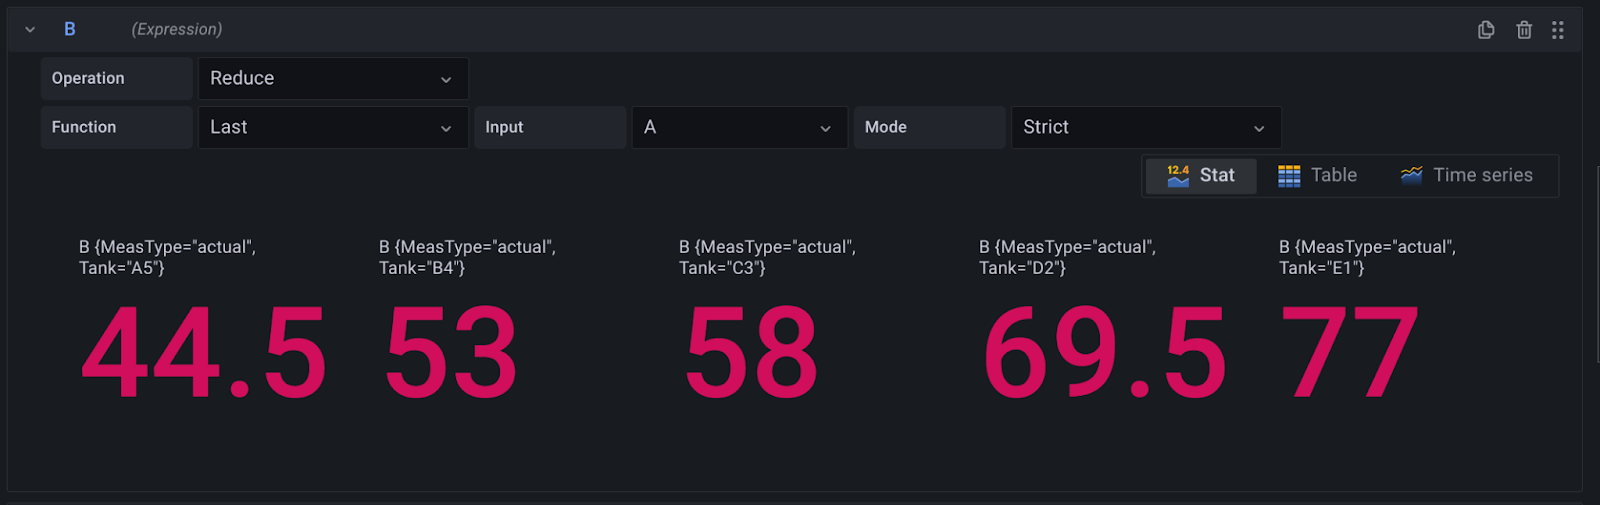 B (Expression)
Operation Reduce
Function Last Input A Mode Strict
12.4 Stat Table Time series
B {MeasType="actual",
Tank="A5"}
44.5
B {MeasType="actual",
Tank="B4"}
53
B {MeasType="actual",
Tank="C3"}
58
B {MeasType="actual",
Tank="D2"}
69.5
B {MeasType="actual",
Tank="E1"}
77